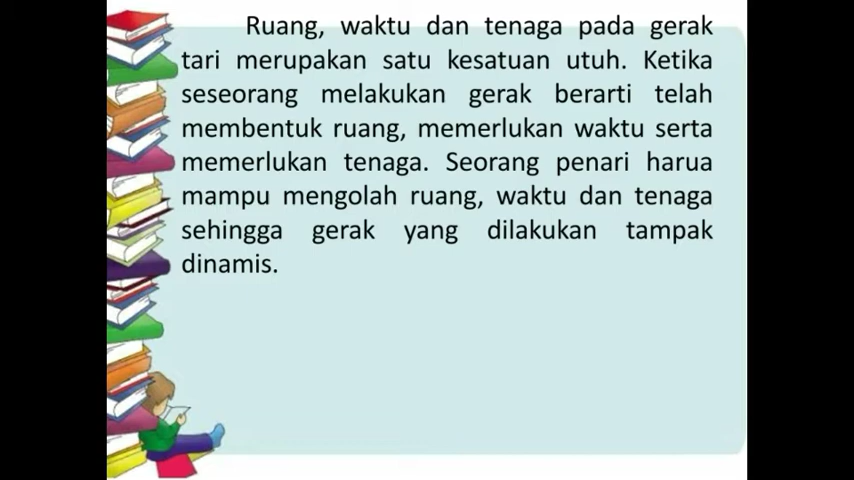 Ruang, waktu dan tenaga pada gerak
tari merupakan satu kesatuan utuh. Ketika
seseorang melakukan gerak berarti telah
membentuk ruang, memerlukan waktu serta
memerlukan tenaga. Seorang penari harua
mampu mengolah ruang, waktu dan tenaga
sehingga gerak yang dilakukan tampak
dinamis.